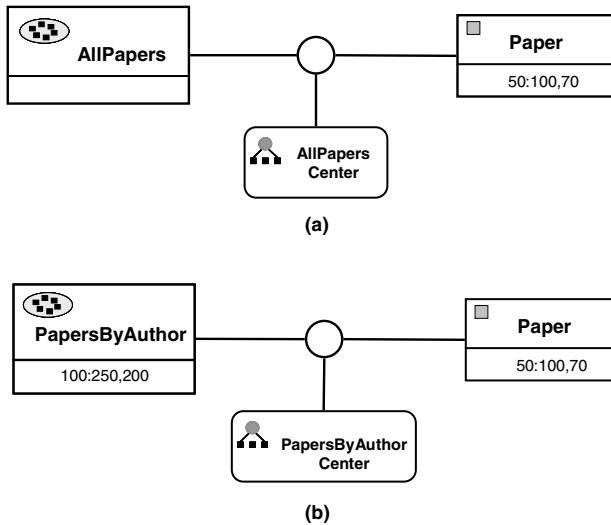 AllPapers
Paper
50:100,70
AllPapers
Center
(a)
PapersByAuthor
100:250,200
Paper
50:100,70
PapersByAuthor
Center
(b)